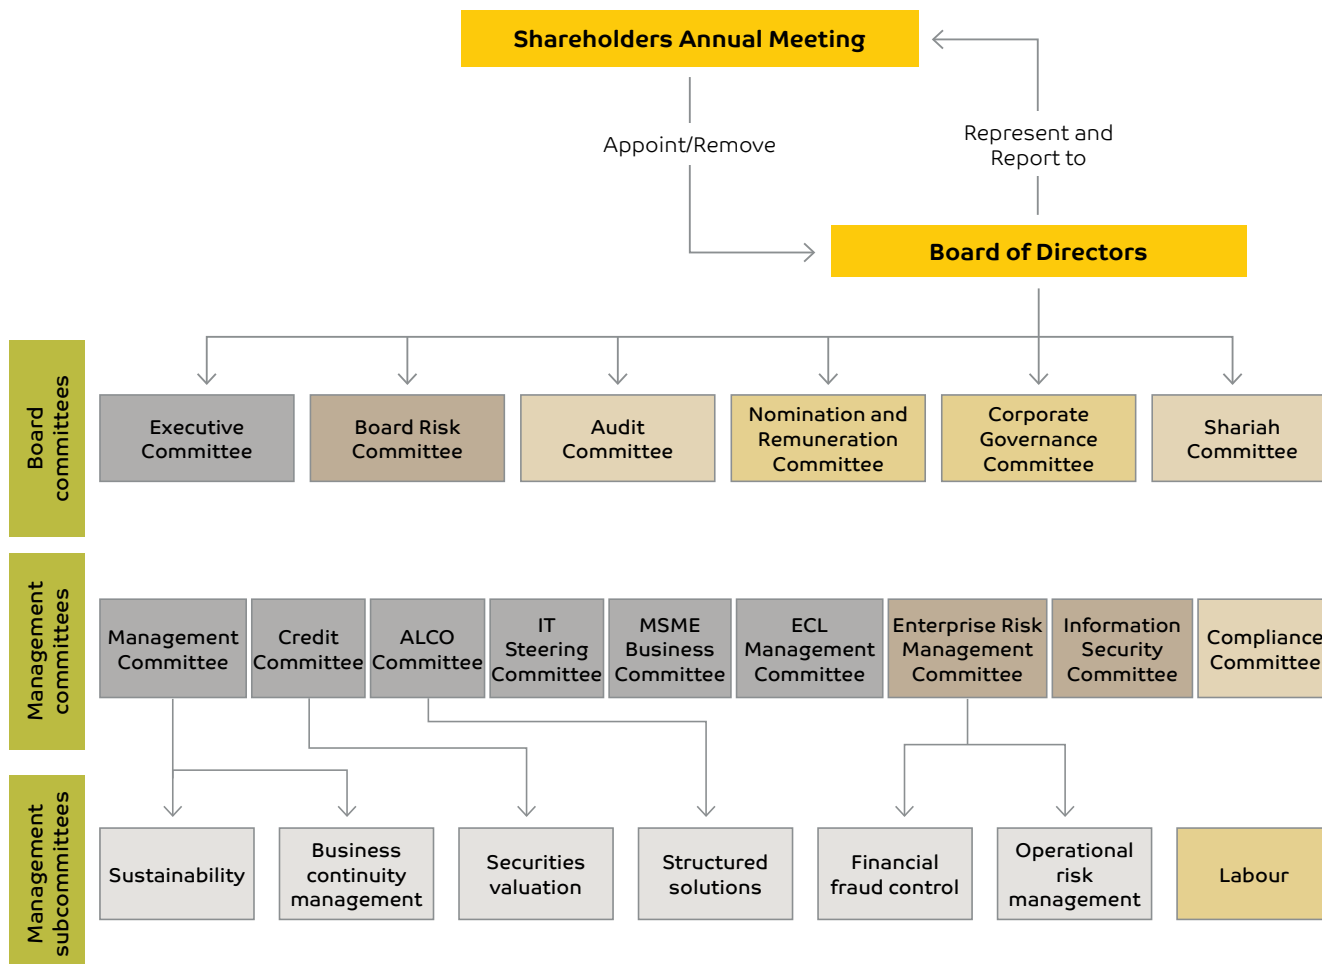 Shareholders Annual Meeting
Appoint/Remove
Represent and
Report to
Board of Directors
Board
committees
Executive
Committee
Board Risk
Committee
Audit
Committee
Nomination and
Remuneration
Committee
Corporate
Governance
Committee
Shariah
Committee
Management
committees
Management
Committee
Credit
Committee
ALCO
Committee
IT
Steering
Committee
MSME
Business
Committee
ECL
Management
Committee
Enterprise Risk
Management
Committee
Information
Security
Committee
Compliance
Committee
Management
subcommittees
Sustainability
Business
continuity
management
Securities
valuation
Structured
solutions
Financial
fraud control
Operational
risk
management
Labour